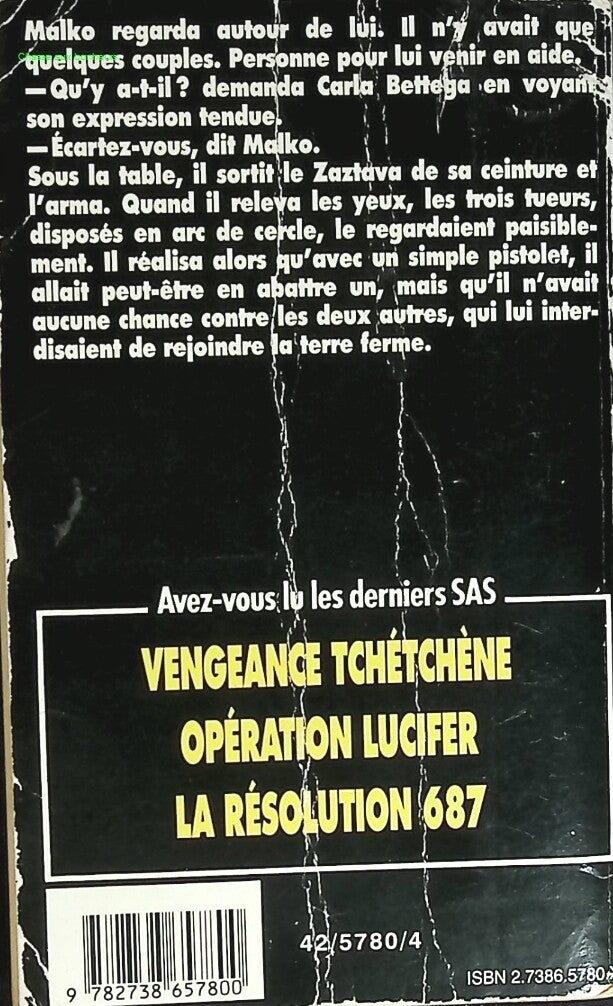 Malko regarda autour de lui. Il n'y avait que
quelques couples. Personne pour lui venir en aide.
— Qu'y a-t-il ? demanda Carla Bettega en voyant
son expression tendue.
— Écartez-vous, dit Malko.
Sous la table, il sortit le Zaztava de sa ceinture et
l'arma. Quand il releva les yeux, les trois tueurs,
disposés en arc de cercle, le regardaient paisible-
ment. Il réalisa alors qu'avec un simple pistolet, il
allait peut-être en abattre un, mais qu'il n'avait
aucune chance contre les deux autres, qui lui inter-
disaient de rejoindre la terre ferme.
Avez-vous lu les derniers SAS
VENGEANCE TCHÉTCHÈNE
OPÉRATION LUCIFER
LA RÉSOLUTION 687
42/5780/4
ISBN 2.7386.5780
9 782738 657800